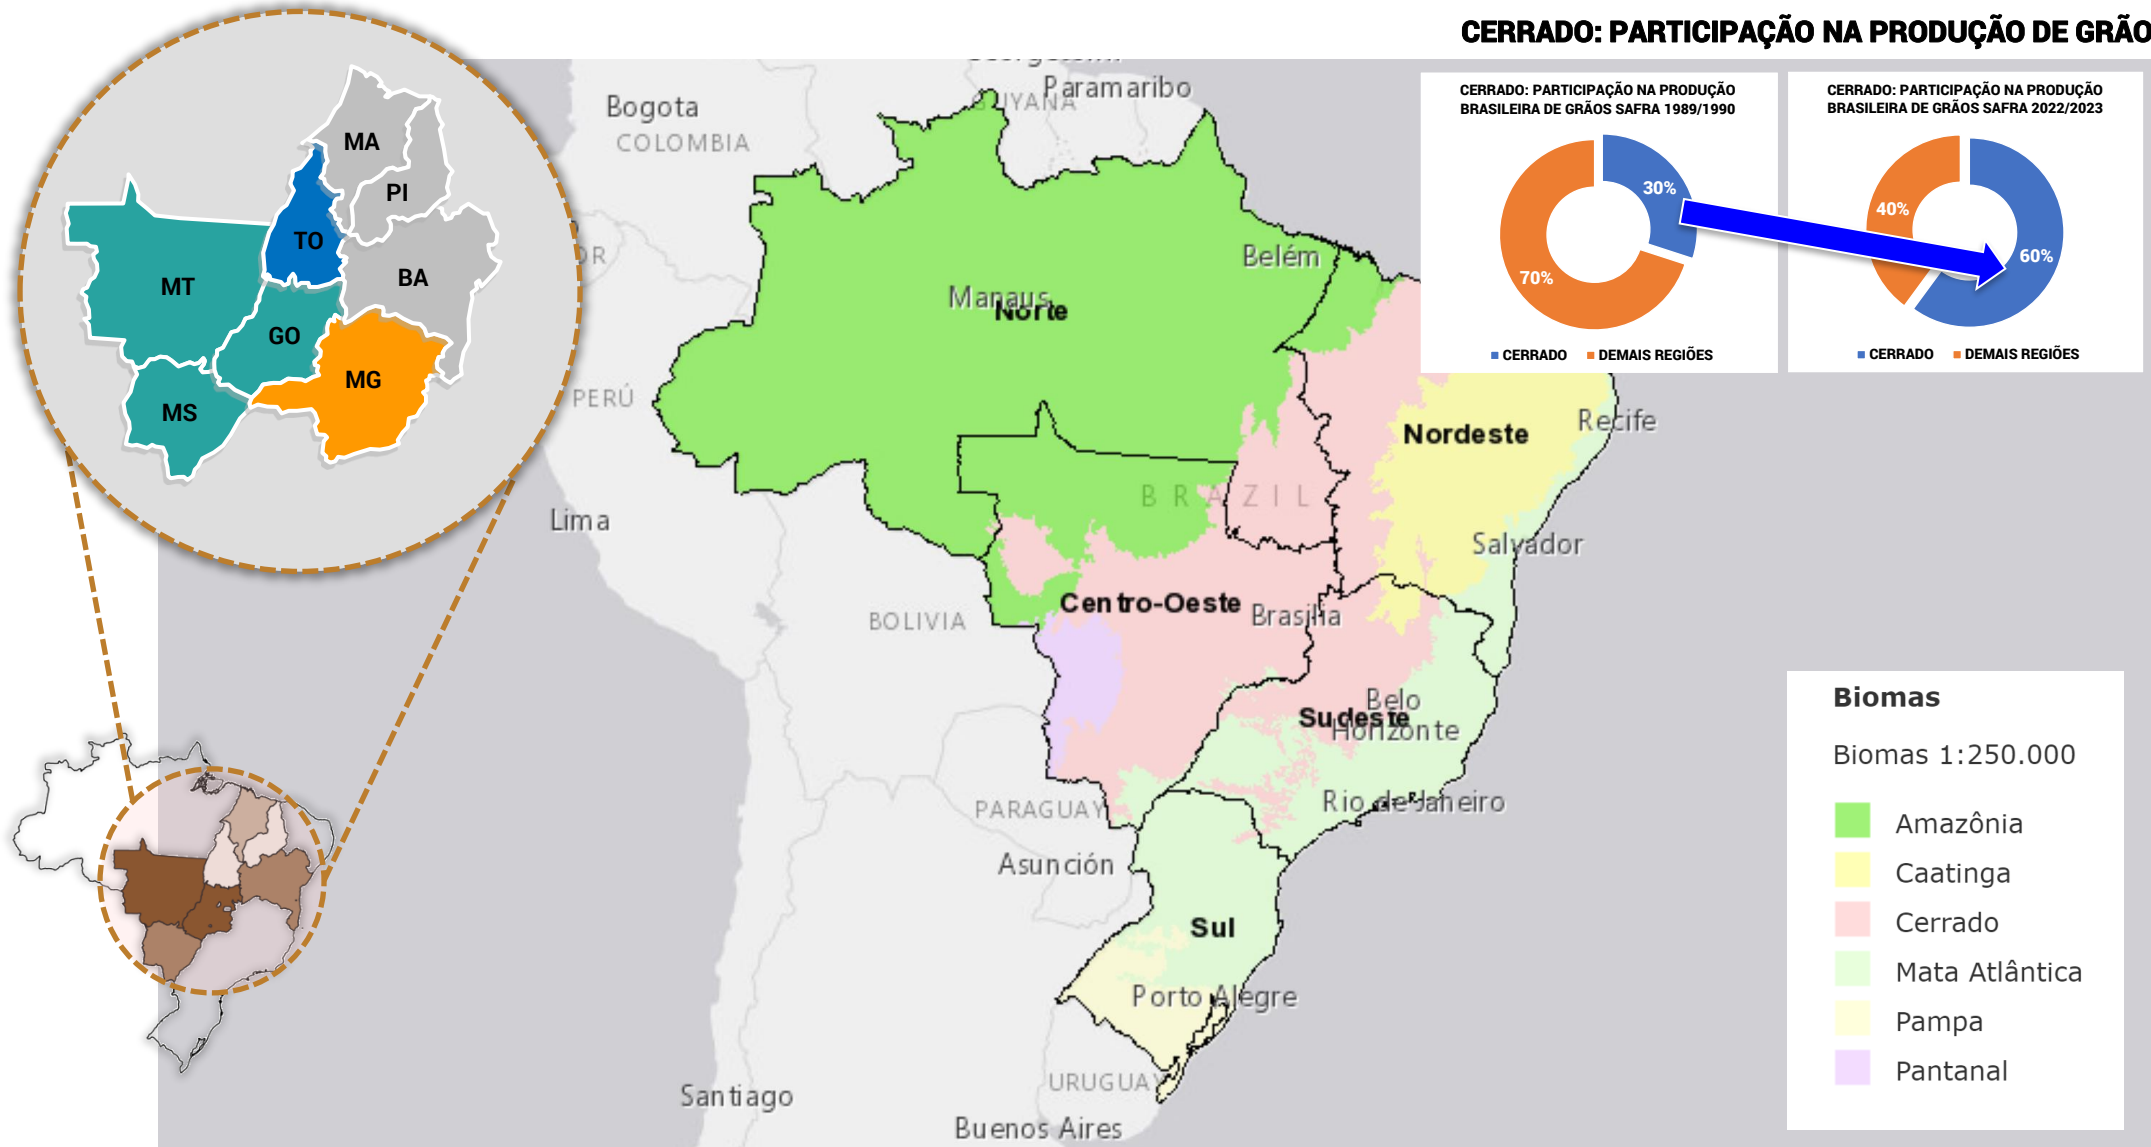 CERRADO: PARTICIPAÇÃO NA PRODUÇÃO DE GRÃO
CERRADO: PARTICIPAÇÃO NA PRODUÇÃO
BRASILEIRA DE GRÃOS SAFRA 1989/1990
30%
70%
CERRADO
DEMAIS REGIÕES
CERRADO: PARTICIPAÇÃO NA PRODUÇÃO
BRASILEIRA DE GRÃOS SAFRA 2022/2023
40%
60%
CERRADO
DEMAIS REGIÕES
MA
PI
TO
BA
MT
GO
MG
MS
Bogota
COLOMBIA
Paramaribo
GUYANA
Belém
Manaus
Norte
PERÚ
Nordeste
Recife
BRAZIL
Lima
Salvador
Centro-Oeste
Brasilia
BOLIVIA
Belo
Horizonte
Sudeste
PARAGUAY
Rio de Janeiro
Asunción
Sul
Porto Alegre
URUGUAY
Santiago
Buenos Aires
Biomas
Biomas 1:250.000
Amazônia
Caatinga
Cerrado
Mata Atlântica
Pampa
Pantanal